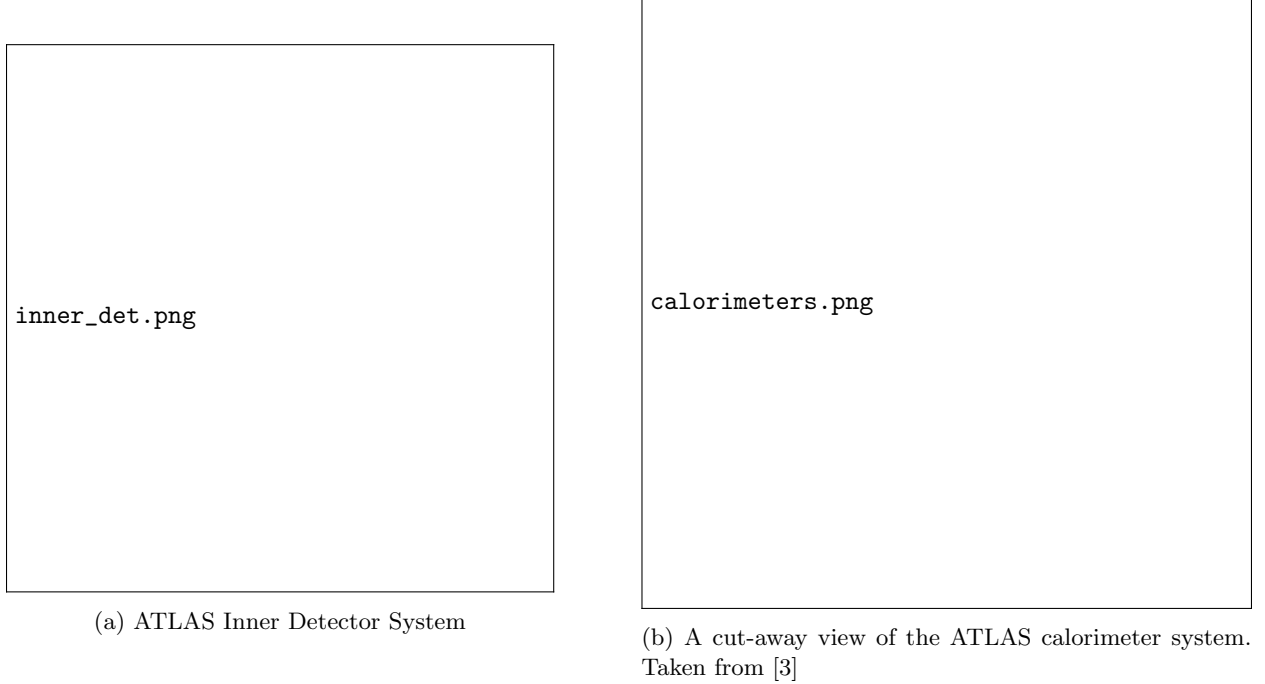 inner_det.png
(a) ATLAS Inner Detector System
calorimeters.png
(b) A cut-away view of the ATLAS calorimeter system.
Taken from [3]